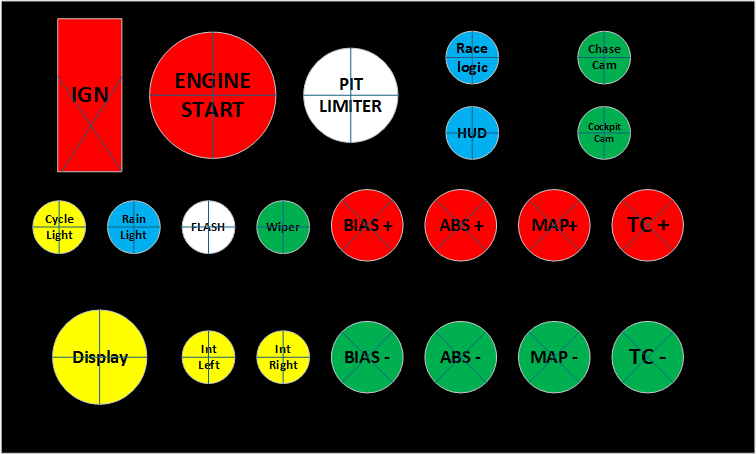 IGN
ENGINE
START
PIT
LIMITER
Race
logic
Chase
Cam
HUD
Cockpit
Cam
Cycle
Light
Rain
Light
FLASH
Wiper
BIAS +
ABS +
MAP+
TC +
Display
Int
Left
Int
Right
BIAS -
ABS -
MAP -
TC -